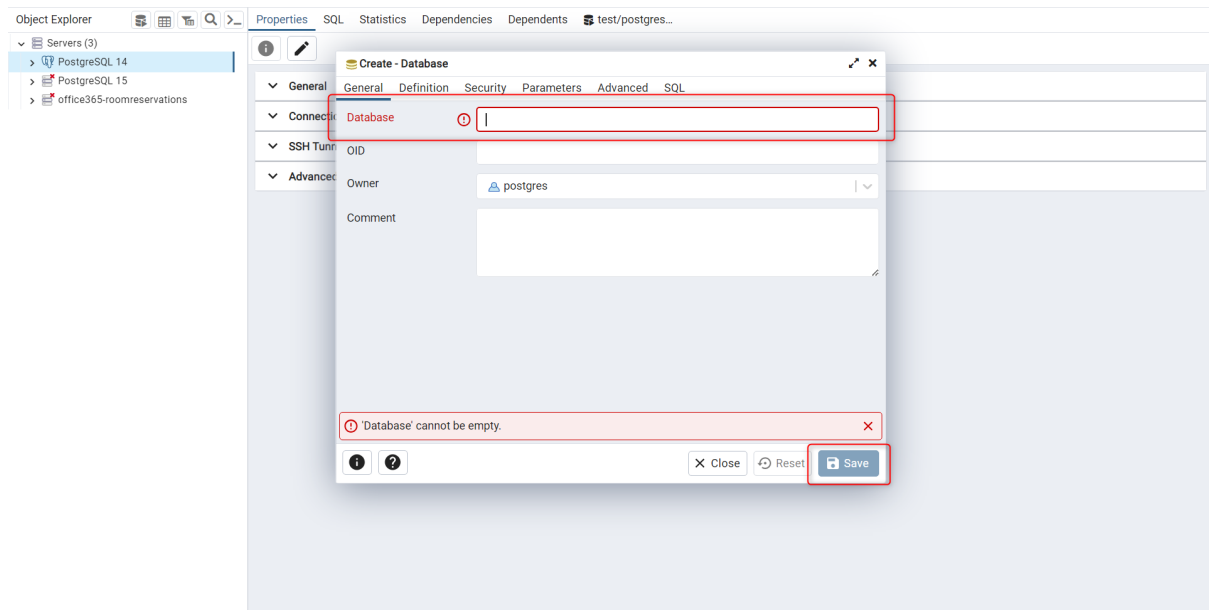 Object Explorer
Properties SQL Statistics Dependencies Dependents test/postgres...
Servers (3)
PostgreSQL 14
PostgreSQL 15
office365-roomreservations
General
Connecti
SSH Tunn
Advanced
Create - Database
General Definition Security Parameters Advanced SQL
Database
OID
Owner postgres
Comment
'Database' cannot be empty.
Close Reset Save